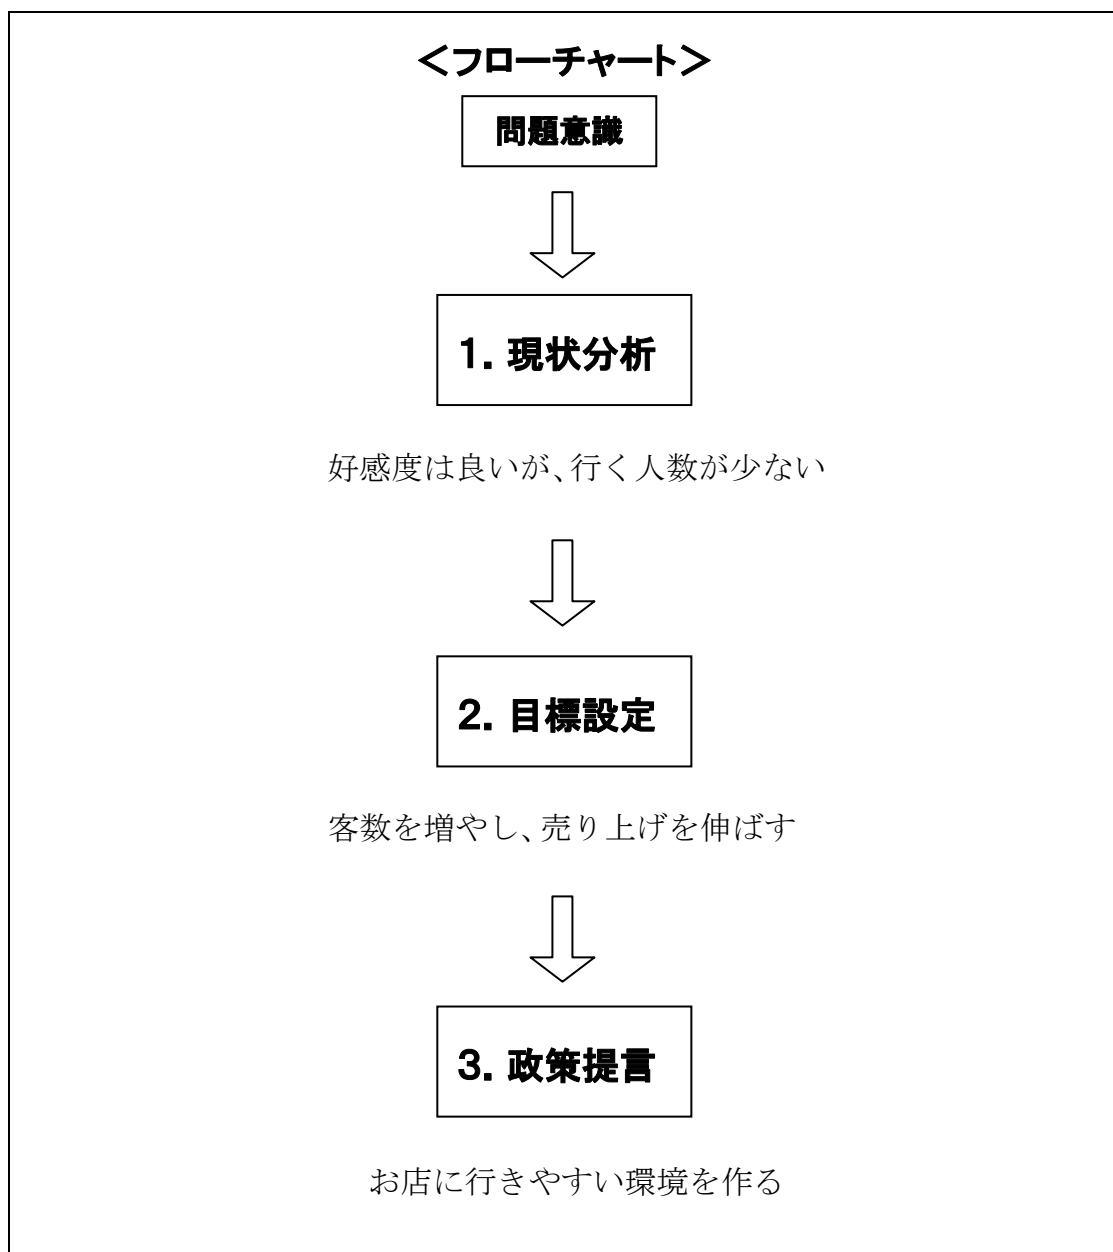 ＜フローチャート＞
問題意識
１．現状分析
好感度は良いが、行く人数が少ない
２．目標設定
客数を増やし、売り上げを伸ばす
３．政策提言
お店に行きやすい環境を作る